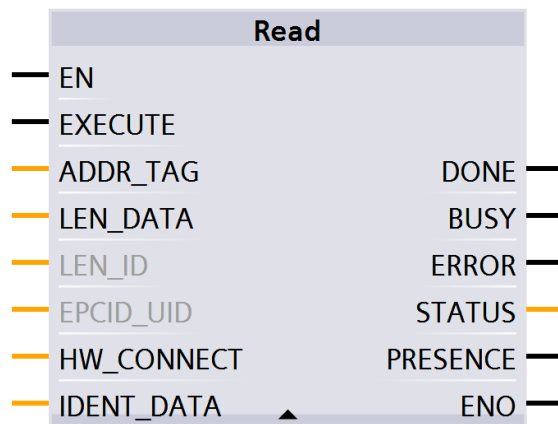 Read
EN
EXECUTE
ADDR_TAG DONE
LEN_DATA BUSY
LEN_ID ERROR
EPCID_UID STATUS
HW_CONNECT PRESENCE
IDENT_DATA ENO